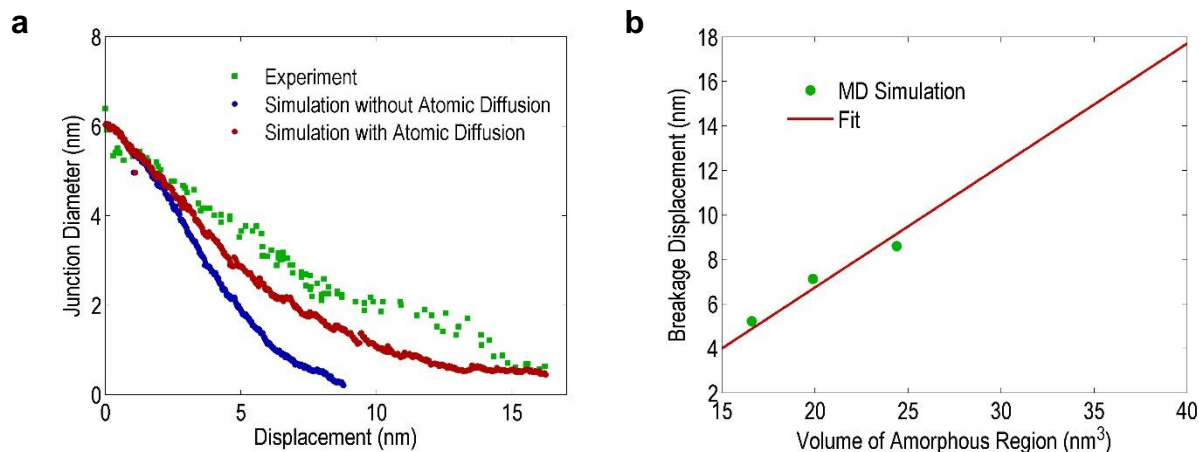 a
8
6
4
2
0
0
5
10
15
Junction Diameter (nm)
Displacement (nm)
Experiment
Simulation without Atomic Diffusion
Simulation with Atomic Diffusion
b
18
16
14
12
10
8
6
4
2
15
20
25
30
35
40
Breakage Displacement (nm)
Volume of Amorphous Region (nm³)
MD Simulation
Fit